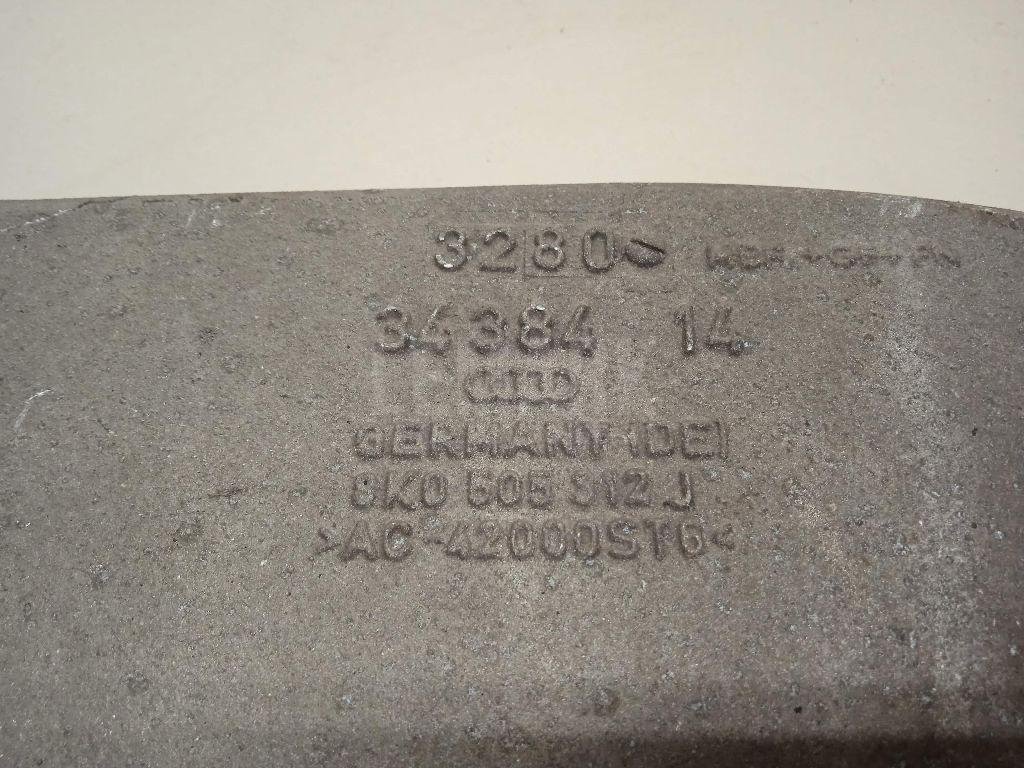 3280
34384 14
GERMANY (DE)
8K0 505 312 J
>AC-42000ST6<